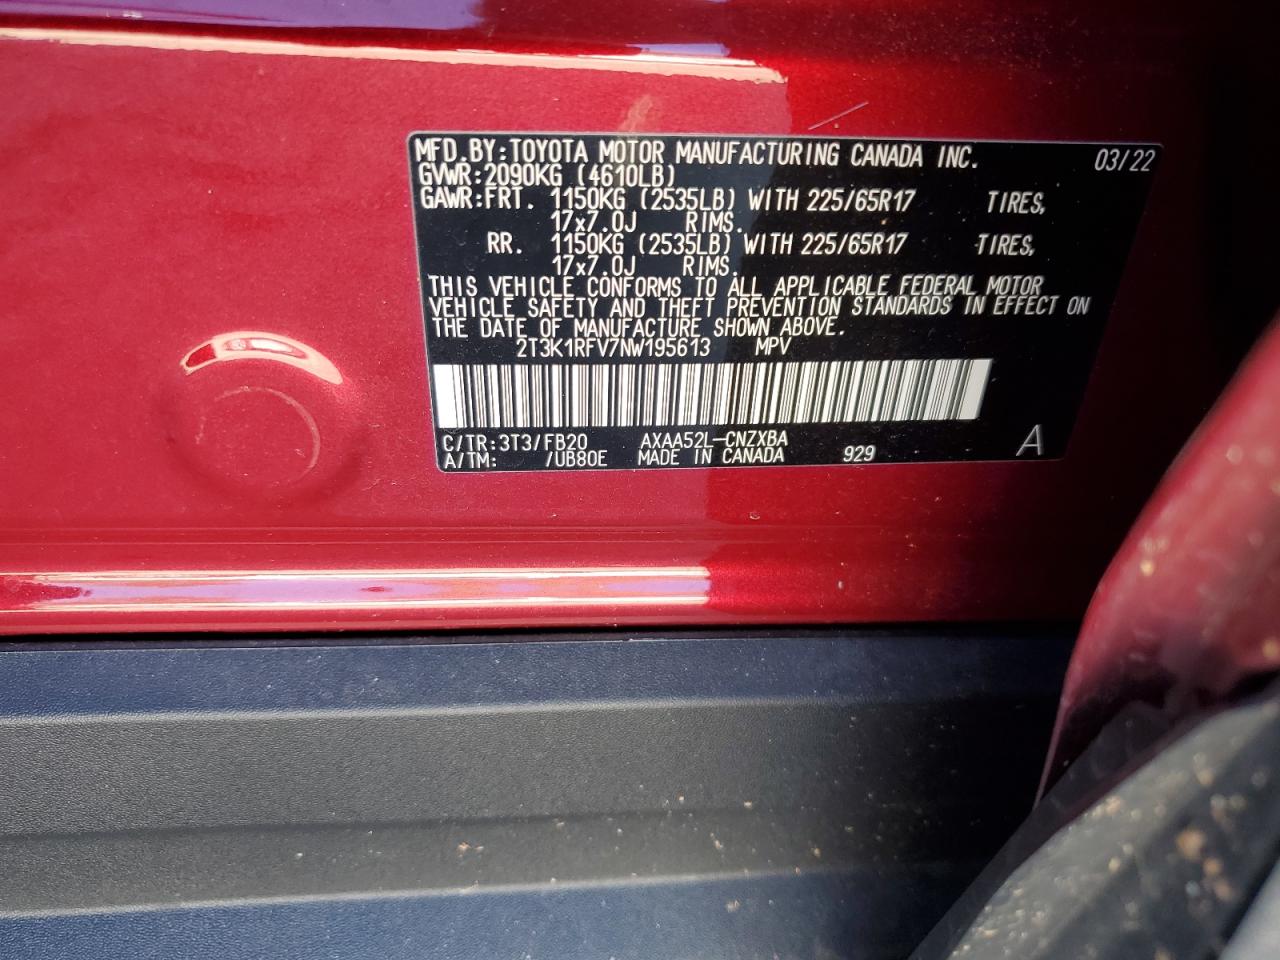 MFD.BY:TOYOTA MOTOR MANUFACTURING CANADA INC. 03/22
GVWR:2090KG (4610LB)
GAWR:FRT. 1150KG (2535LB) WITH 225/65R17 TIRES,
17x7.0J RIMS.
RR. 1150KG (2535LB) WITH 225/65R17 TIRES,
17x7.0J RIMS.
THIS VEHICLE CONFORMS TO ALL APPLICABLE FEDERAL MOTOR
VEHICLE SAFETY AND THEFT PREVENTION STANDARDS IN EFFECT ON
THE DATE OF MANUFACTURE SHOWN ABOVE.
2T3K1RFV7NW195613 MPV
C/TR:3T3/FB20 AXAA52L-CNZXBA
A/TM: /UB80E MADE IN CANADA 929 A